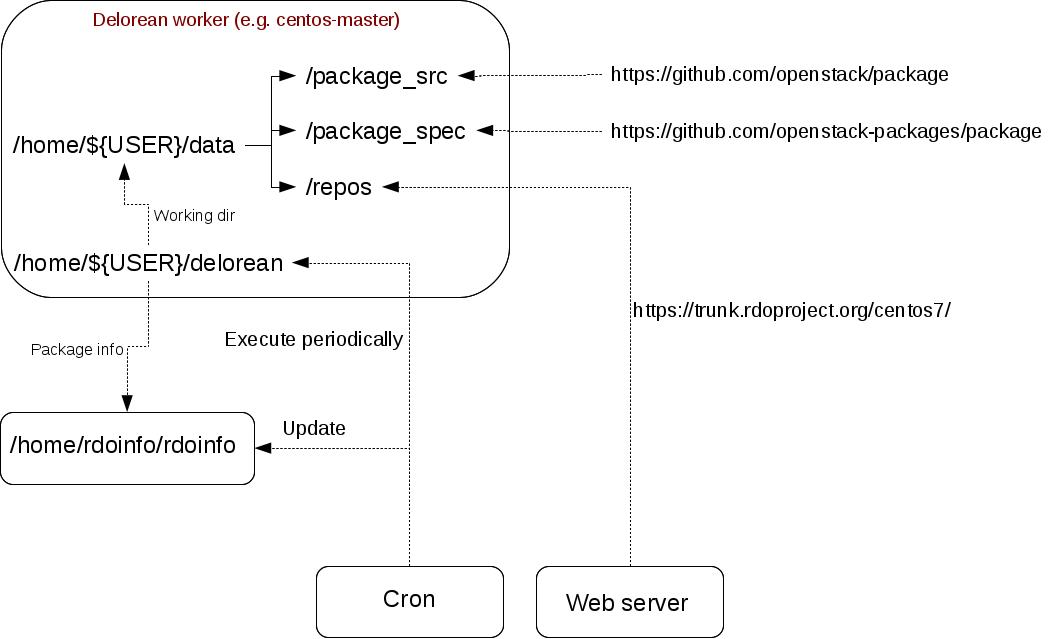 Delorean worker (e.g. centos-master)
/package_src
https://github.com/openstack/package
/package_spec
https://github.com/openstack-packages/package
/home/${USER}/data
/repos
Working dir
/home/${USER}/delorean
https://trunk.rdoproject.org/centos7/
Execute periodically
Package info
Update
/home/rdoinfo/rdoinfo
Cron
Web server